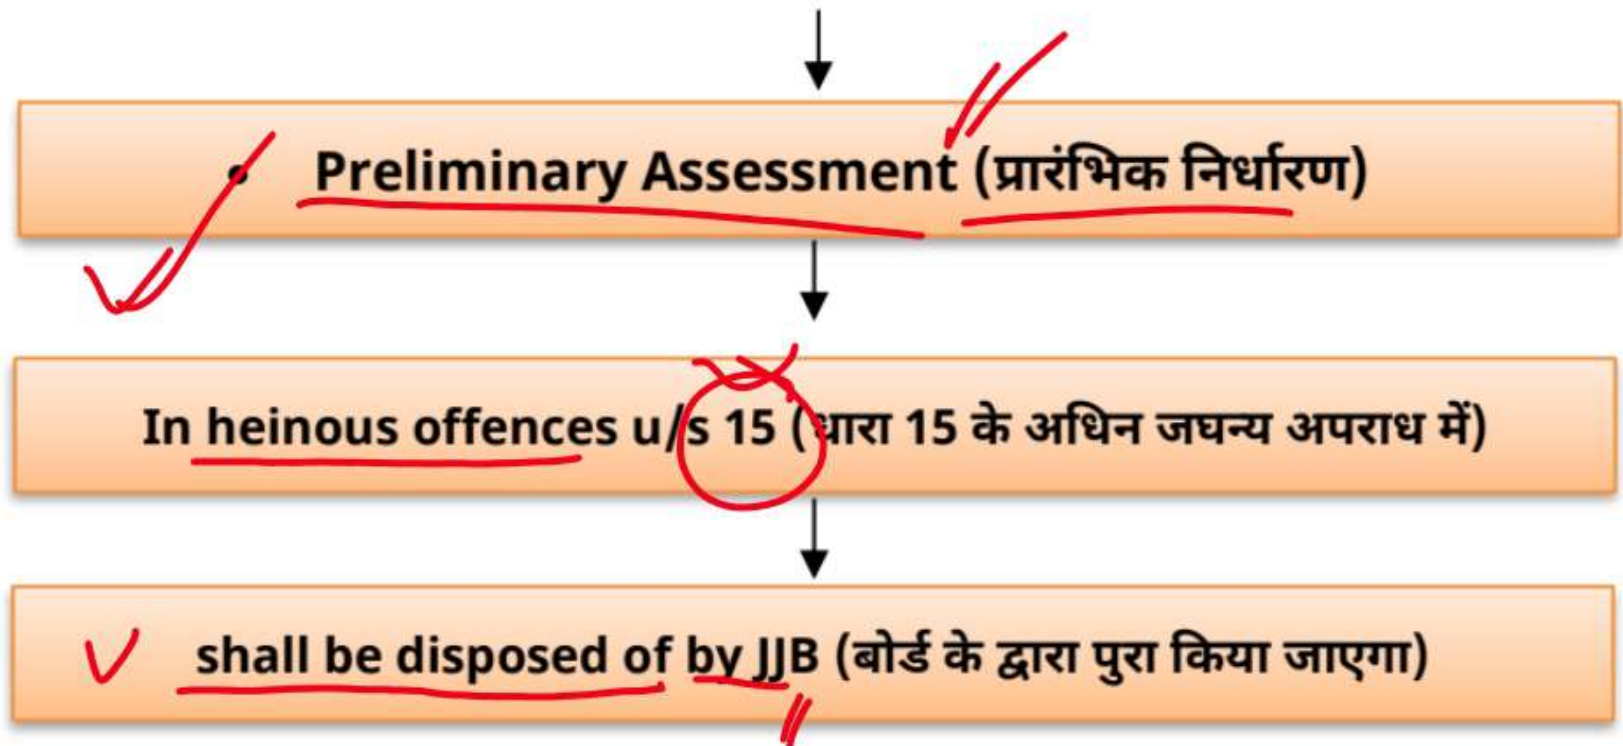 • Preliminary Assessment (प्रारंभिक निर्धारण)
In heinous offences u/s 15 (धारा 15 के अधिन जघन्य अपराध में)
shall be disposed of by JJB (बोर्ड के द्वारा पुरा किया जाएगा)